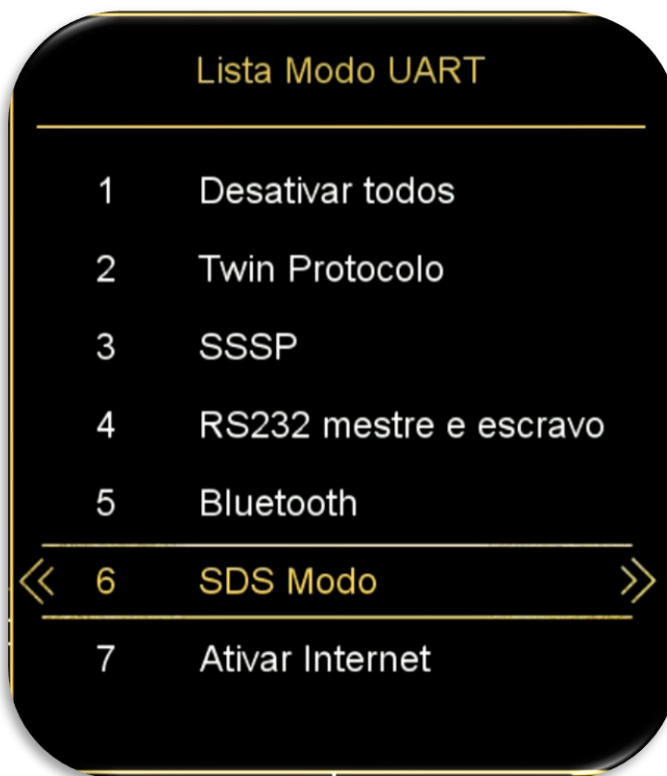 Lista Modo UART
1 Desativar todos
2 Twin Protocolo
3 SSSP
4 RS232 mestre e escravo
5 Bluetooth
6 SDS Modo
7 Ativar Internet